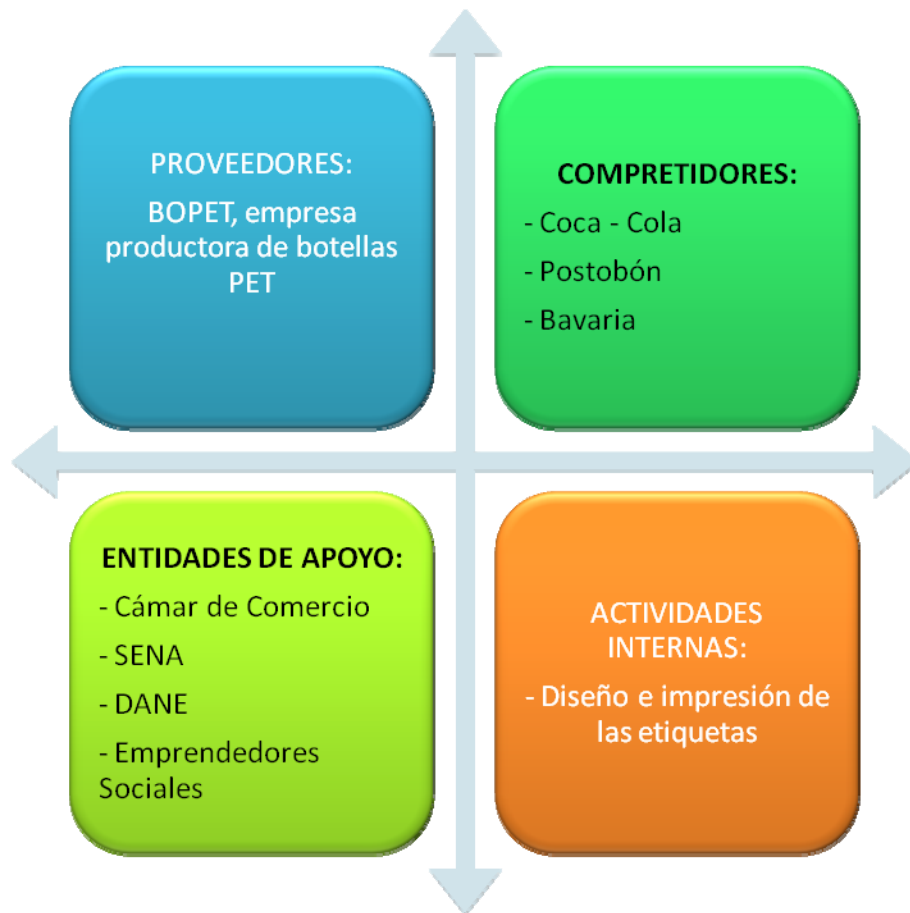 PROVEEDORES:
BOPET, empresa
productora de botellas
PET
COMPRETIDORES:
- Coca - Cola
- Postobón
- Bavaria
ENTIDADES DE APOYO:
- Cámar de Comercio
- SENA
- DANE
- Emprendedores
Sociales
ACTIVIDADES
INTERNAS:
- Diseño e impresión de
las etiquetas